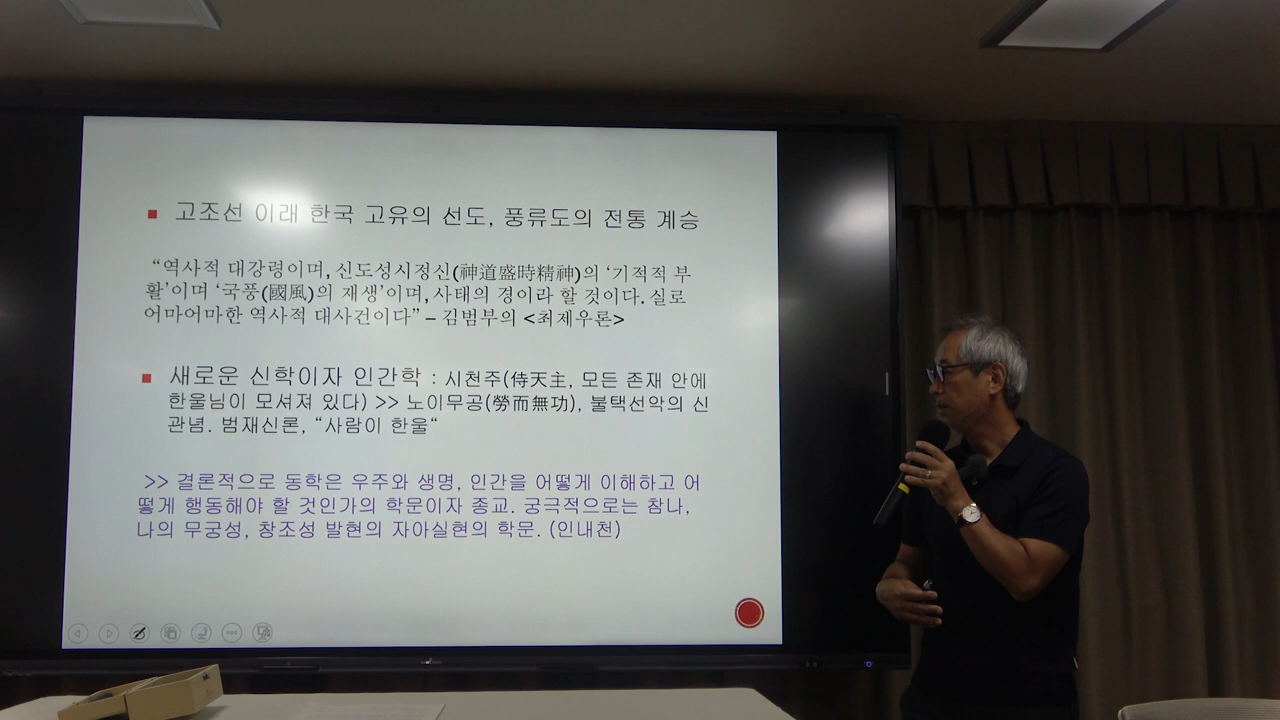 ▪ 고조선 이래 한국 고유의 선도, 풍류도의 전통 계승
“역사적 대강령이며, 신도성시정신(神道盛時精神)의 ‘기적적 부
활’이며 ‘국풍(國風)의 재생’이며, 사태의 경이라 할 것이다. 실로
어마어마한 역사적 대사건이다” – 김범부의 <최제우론>
▪ 새로운 신학이자 인간학 : 시천주(侍天主, 모든 존재 안에
한울님이 모셔져 있다) >> 노이무공(勞而無功), 불택선악의 신
관념. 범재신론, “사람이 한울“
>> 결론적으로 동학은 우주와 생명, 인간을 어떻게 이해하고 어
떻게 행동해야 할 것인가의 학문이자 종교. 궁극적으로는 참나,
나의 무궁성, 창조성 발현의 자아실현의 학문. (인내천)